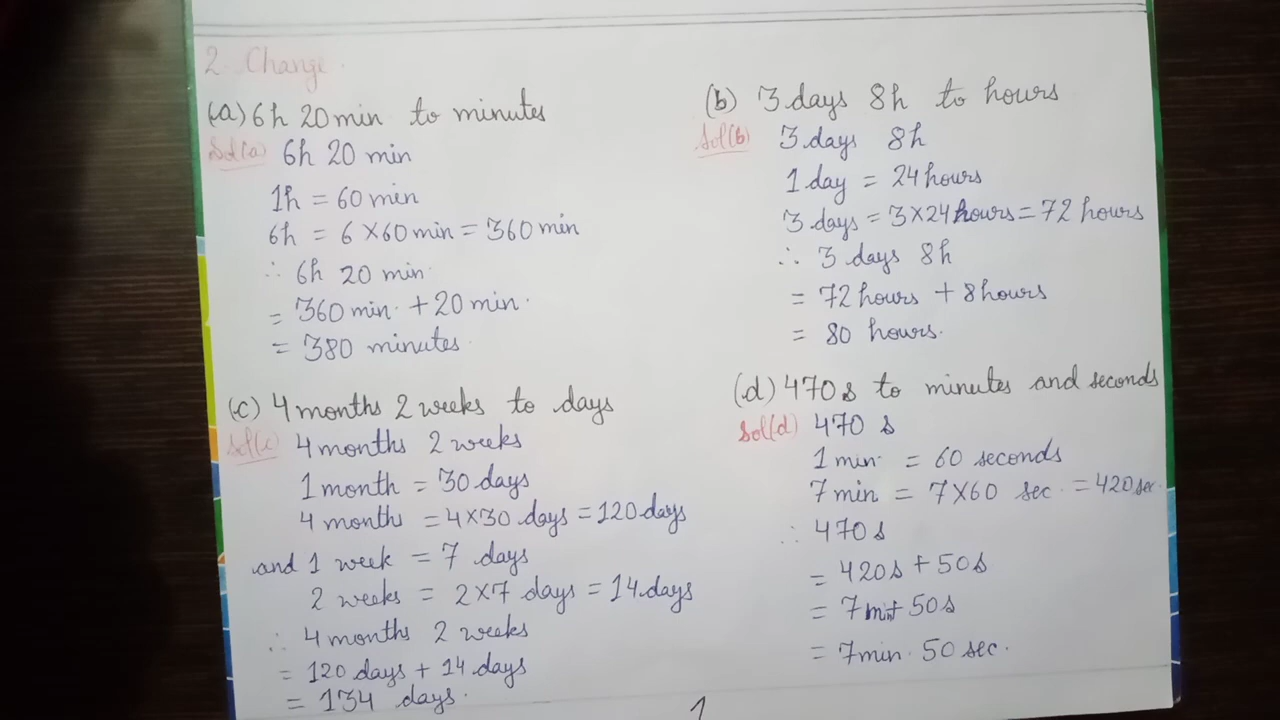 2. Change.
(a) 6h 20 min to minutes
Sol(a) 6h 20 min
1h = 60 min
6h = 6 × 60 min = 360 min
∴ 6h 20 min.
= 360 min. + 20 min.
= 380 minutes.
(b) 3 days 8h to hours
Sol(b) 3 days 8h
1 day = 24 hours
3 days = 3 × 24 hours = 72 hours
∴ 3 days 8h
= 72 hours + 8 hours
= 80 hours.
(c) 4 months 2 weeks to days
Sol(c) 4 months 2 weeks
1 month = 30 days
4 months = 4 × 30 days = 120 days
and 1 week = 7 days
2 weeks = 2 × 7 days = 14 days
∴ 4 months 2 weeks
= 120 days + 14 days
= 134 days.
(d) 470 s to minutes and seconds
Sol(d) 470 s
1 min. = 60 seconds
7 min = 7 × 60 sec. = 420 sec.
∴ 470 s
= 420 s + 50 s
= 7 min + 50 s
= 7 min. 50 sec.
1